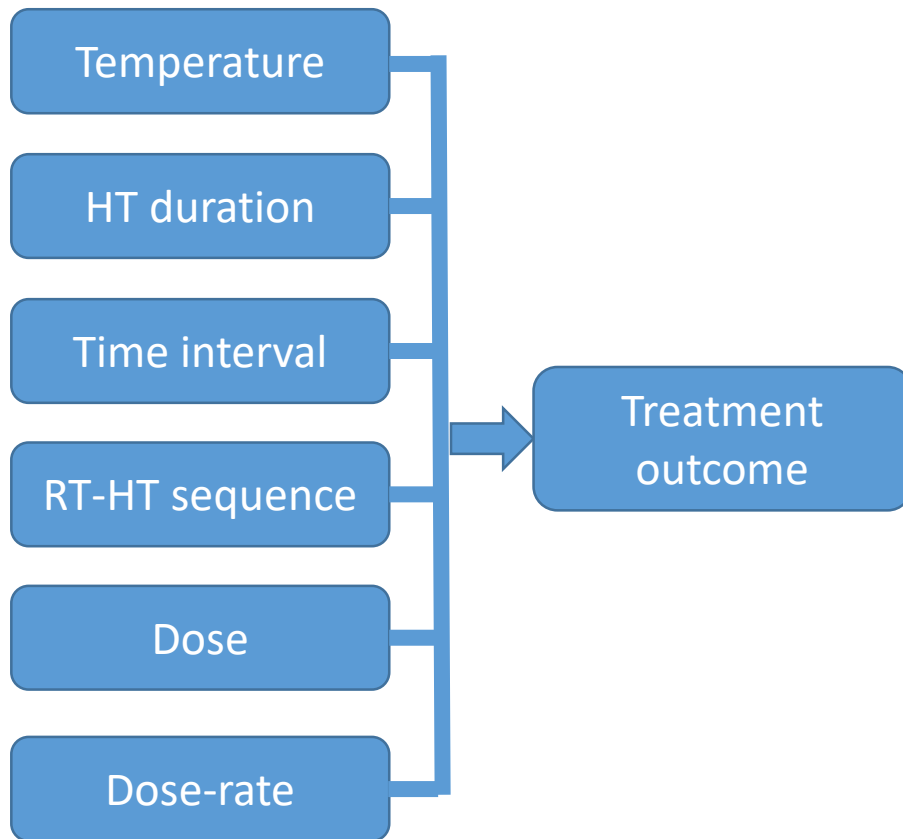 Temperature
HT duration
Time interval
RT-HT sequence
Dose
Dose-rate
Treatment
outcome